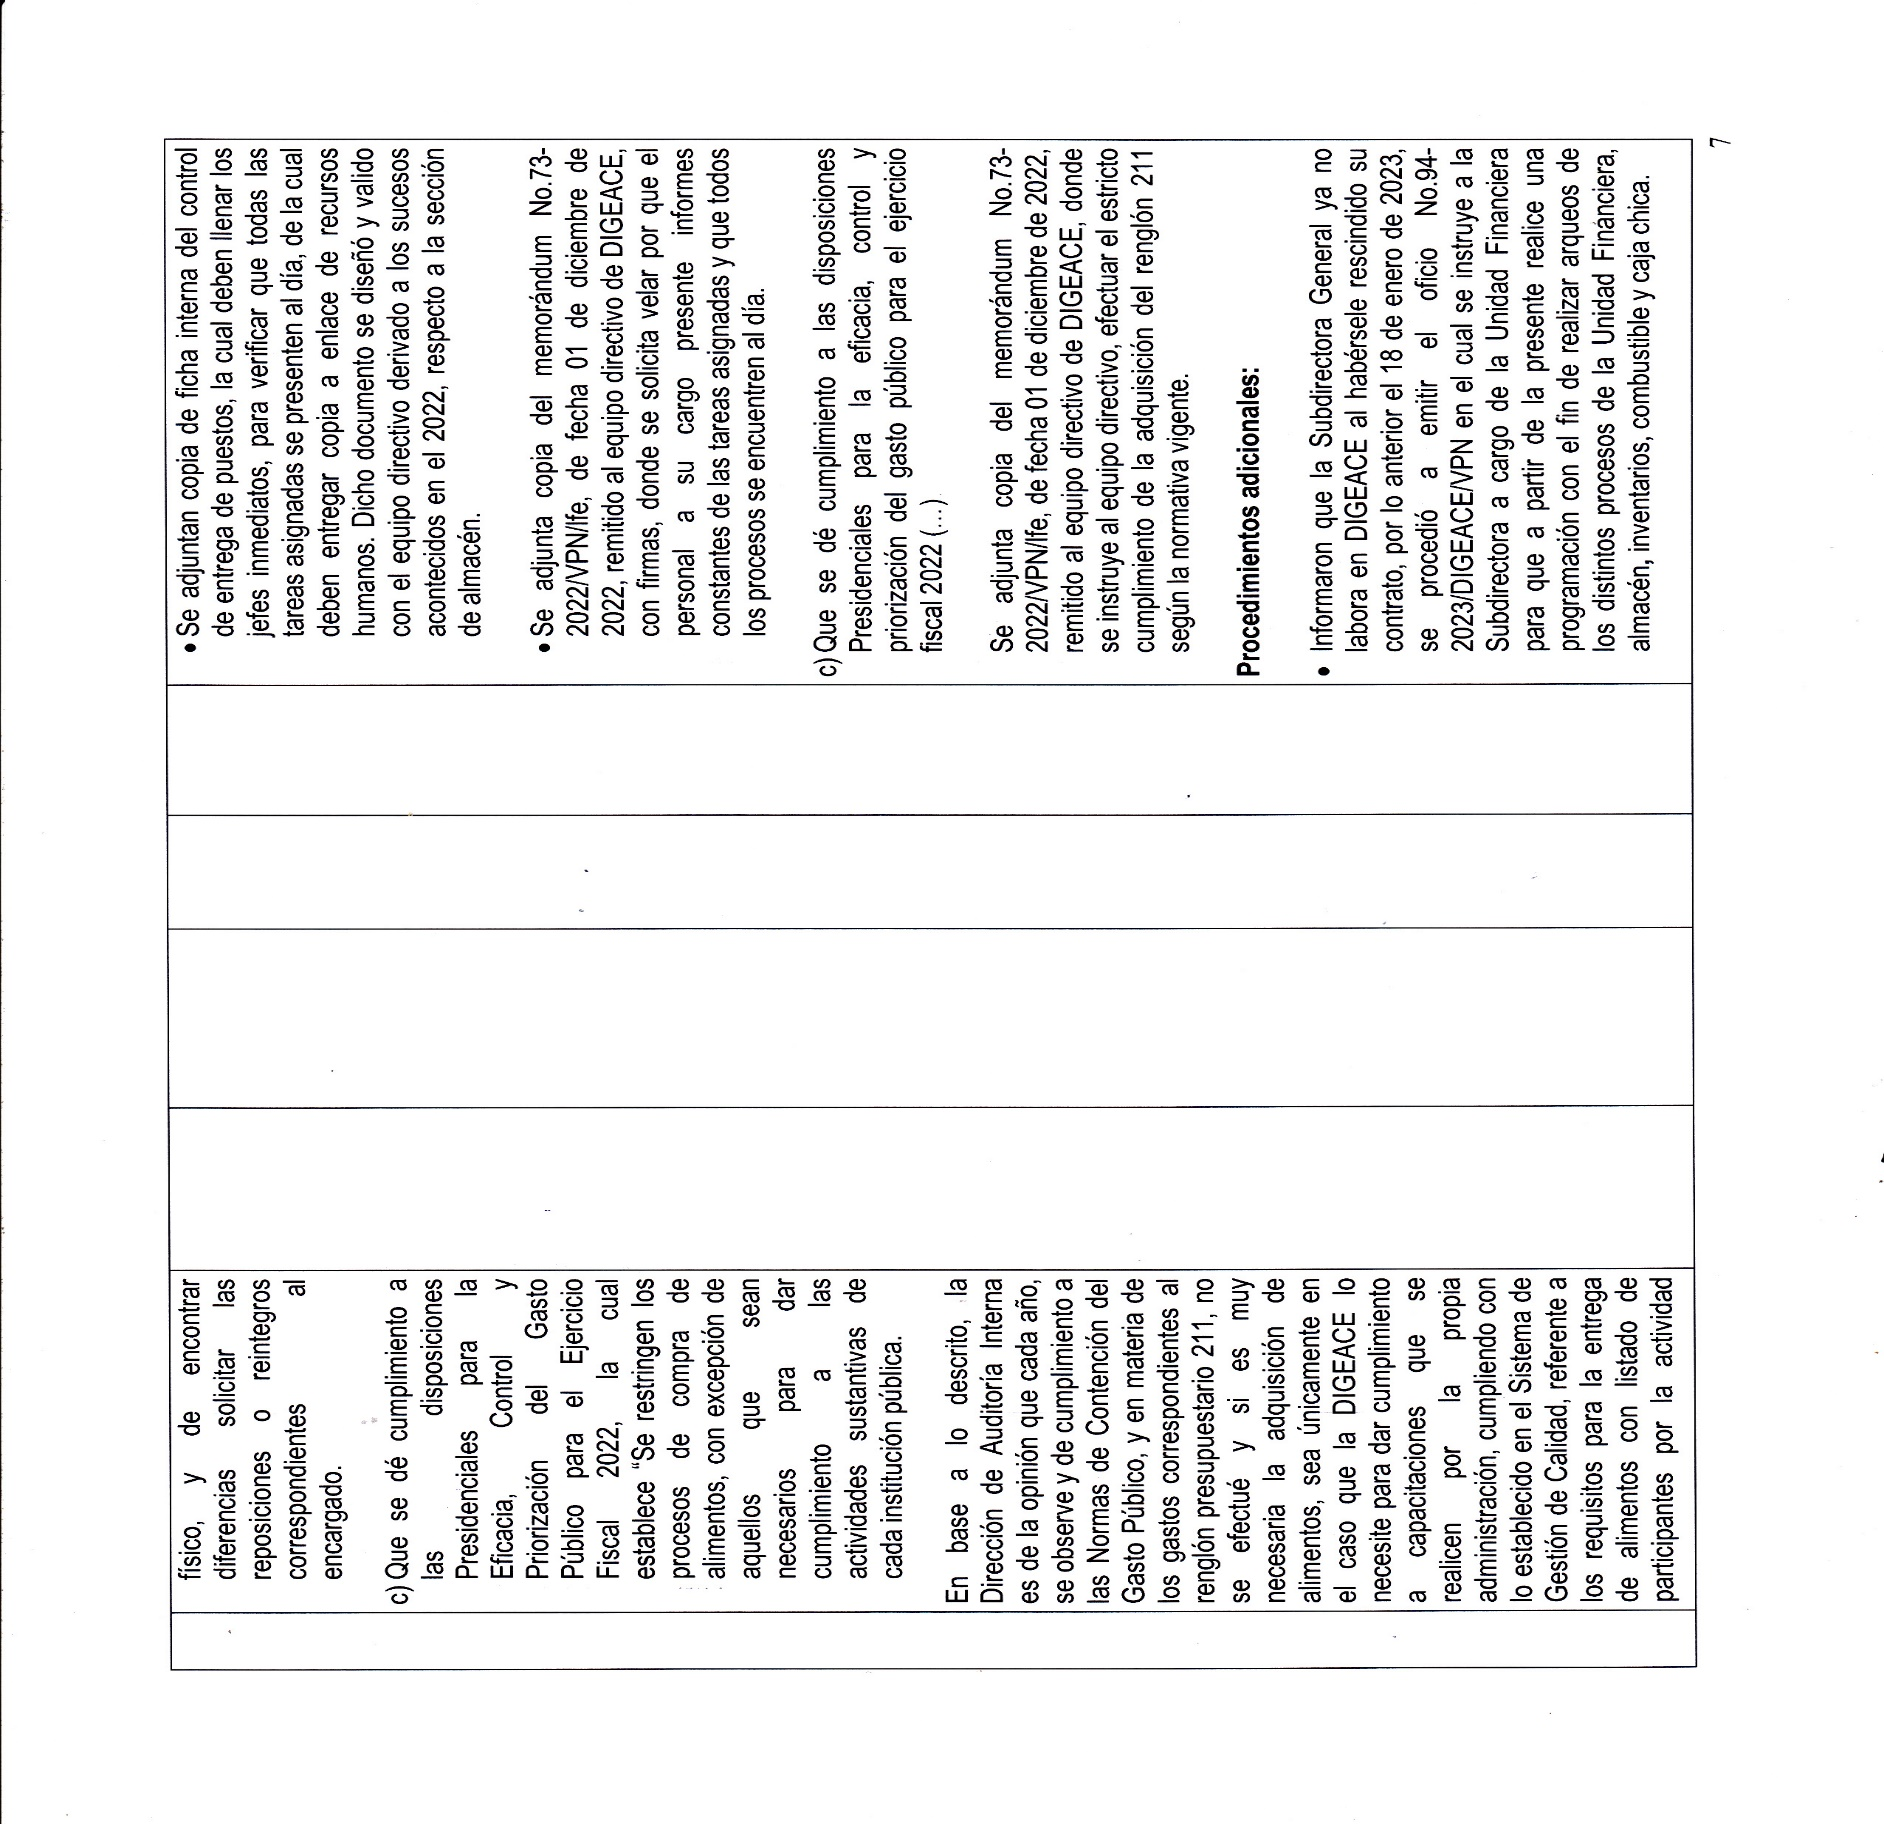 físico, y de encontrar
diferencias solicitar las
reposiciones o reintegros
correspondientes al
encargado.
c) Que se dé cumplimiento a
las disposiciones
Presidenciales para la
Eficacia, Control y
Priorización del Gasto
Público para el Ejercicio
Fiscal 2022, la cual
establece “Se restringen los
procesos de compra de
alimentos, con excepción de
aquellos que sean
necesarios para dar
cumplimiento a las
actividades sustantivas de
cada institución pública.
En base a lo descrito, la
Dirección de Auditoría Interna
es de la opinión que cada año,
se observe y de cumplimiento a
las Normas de Contención del
Gasto Público, y en materia de
los gastos correspondientes al
renglón presupuestario 211, no
se efectué y si es muy
necesaria la adquisición de
alimentos, sea únicamente en
el caso que la DIGEACE lo
necesite para dar cumplimiento
a capacitaciones que se
realicen por la propia
administración, cumpliendo con
lo establecido en el Sistema de
Gestión de Calidad, referente a
los requisitos para la entrega
de alimentos con listado de
participantes por la actividad
• Se adjuntan copia de ficha interna del control
de entrega de puestos, la cual deben llenar los
jefes inmediatos, para verificar que todas las
tareas asignadas se presenten al día, de la cual
deben entregar copia a enlace de recursos
humanos. Dicho documento se diseñó y valido
con el equipo directivo derivado a los sucesos
acontecidos en el 2022, respecto a la sección
de almacén.
• Se adjunta copia del memorándum No.73-
2022/VPN/lfe, de fecha 01 de diciembre de
2022, remitido al equipo directivo de DIGEACE,
con firmas, donde se solicita velar por que el
personal a su cargo presente informes
constantes de las tareas asignadas y que todos
los procesos se encuentren al día.
c) Que se dé cumplimiento a las disposiciones
Presidenciales para la eficacia, control y
priorización del gasto público para el ejercicio
fiscal 2022 (...)
Se adjunta copia del memorándum No.73-
2022/VPN/lfe, de fecha 01 de diciembre de 2022,
remitido al equipo directivo de DIGEACE, donde
se instruye al equipo directivo, efectuar el estricto
cumplimiento de la adquisición del renglón 211
según la normativa vigente.
Procedimientos adicionales:
• Informaron que la Subdirectora General ya no
labora en DIGEACE al habérsele rescindido su
contrato, por lo anterior el 18 de enero de 2023,
se procedió a emitir el oficio No.94-
2023/DIGEACE/VPN en el cual se instruye a la
Subdirectora a cargo de la Unidad Financiera
para que a partir de la presente realice una
programación con el fin de realizar arqueos de
los distintos procesos de la Unidad Financiera,
almacén, inventarios, combustible y caja chica.
7